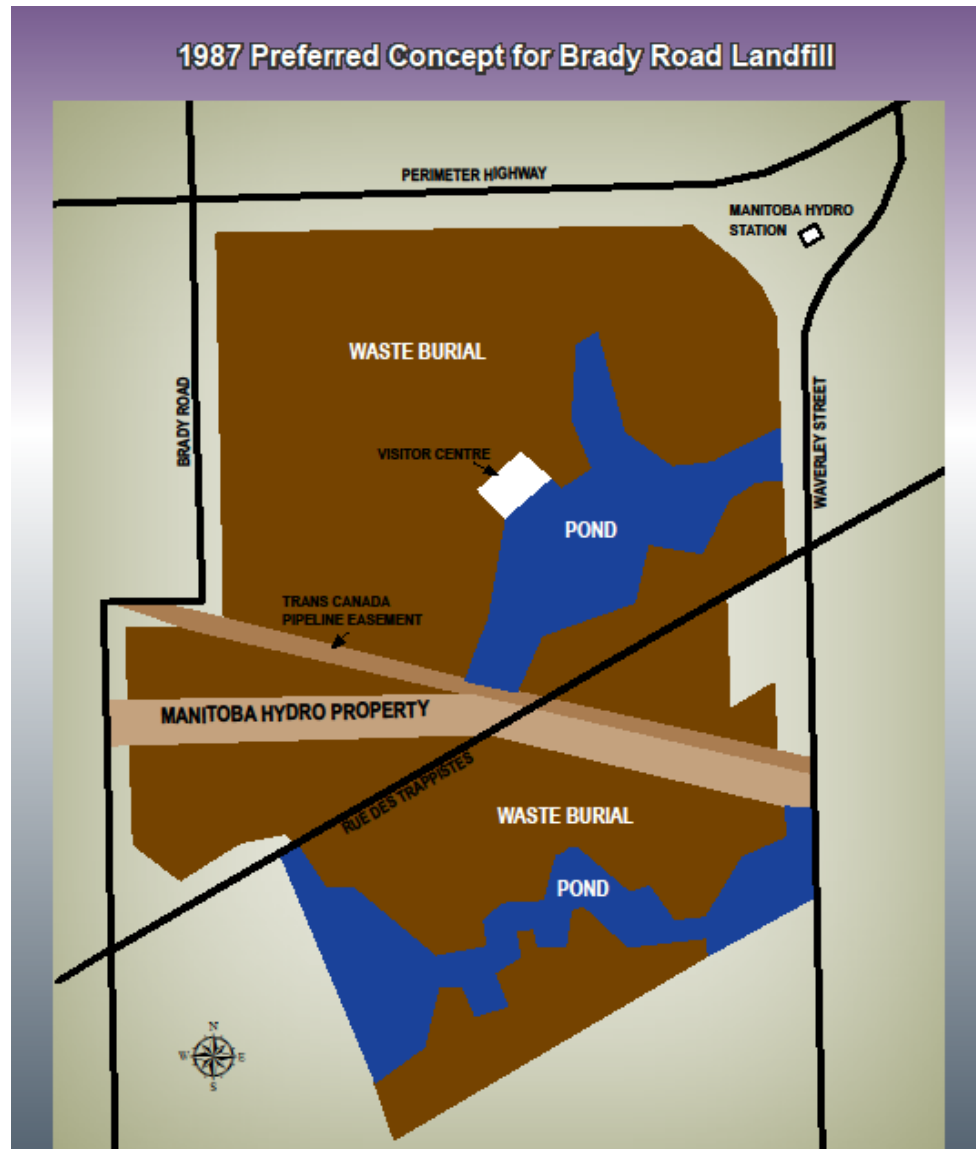 1987 Preferred Concept for Brady Road Landfill
PERIMETER HIGHWAY
MANITOBA HYDRO
STATION
WASTE BURIAL
BRADY ROAD
WAVERLEY STREET
VISITOR CENTRE
POND
TRANS CANADA
PIPELINE EASEMENT
MANITOBA HYDRO PROPERTY
RUE DES TRAPPISTES
WASTE BURIAL
POND
N
W
E
S